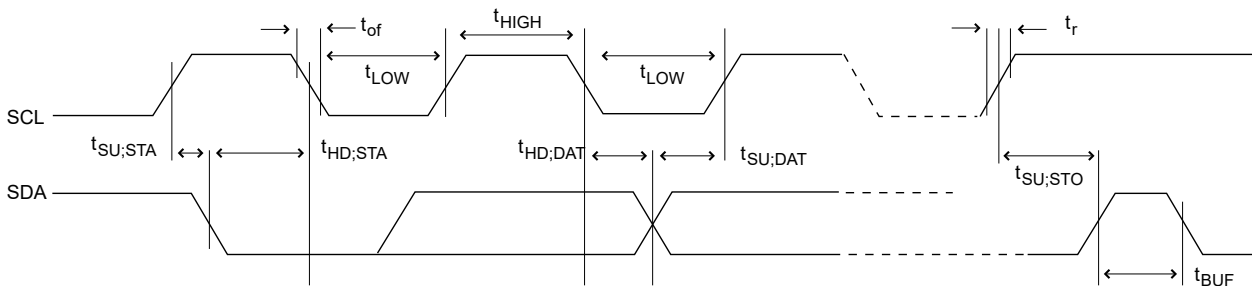 t_of
t_HIGH
t_r
t_LOW
t_LOW
SCL
t_SU;STA
t_HD;STA
t_HD;DAT
t_SU;DAT
t_SU;STO
SDA
t_BUF